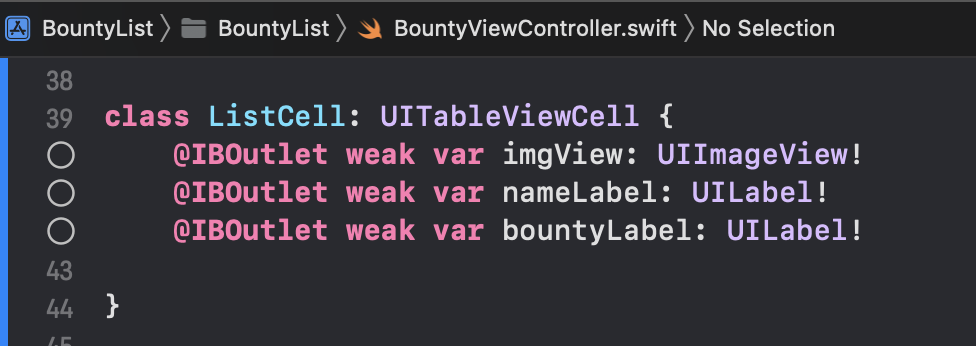 BountyList 〉 BountyList 〉 BountyViewController.swift 〉 No Selection
38
39 class ListCell: UITableViewCell {
@IBOutlet weak var imgView: UIImageView!
@IBOutlet weak var nameLabel: UILabel!
@IBOutlet weak var bountyLabel: UILabel!
43
44 }
45